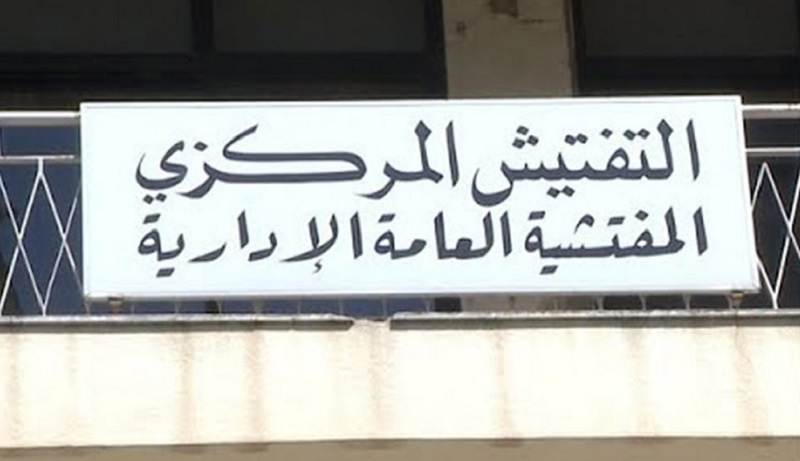 التفتيش المركزي
المفتشية العامة الإدارية